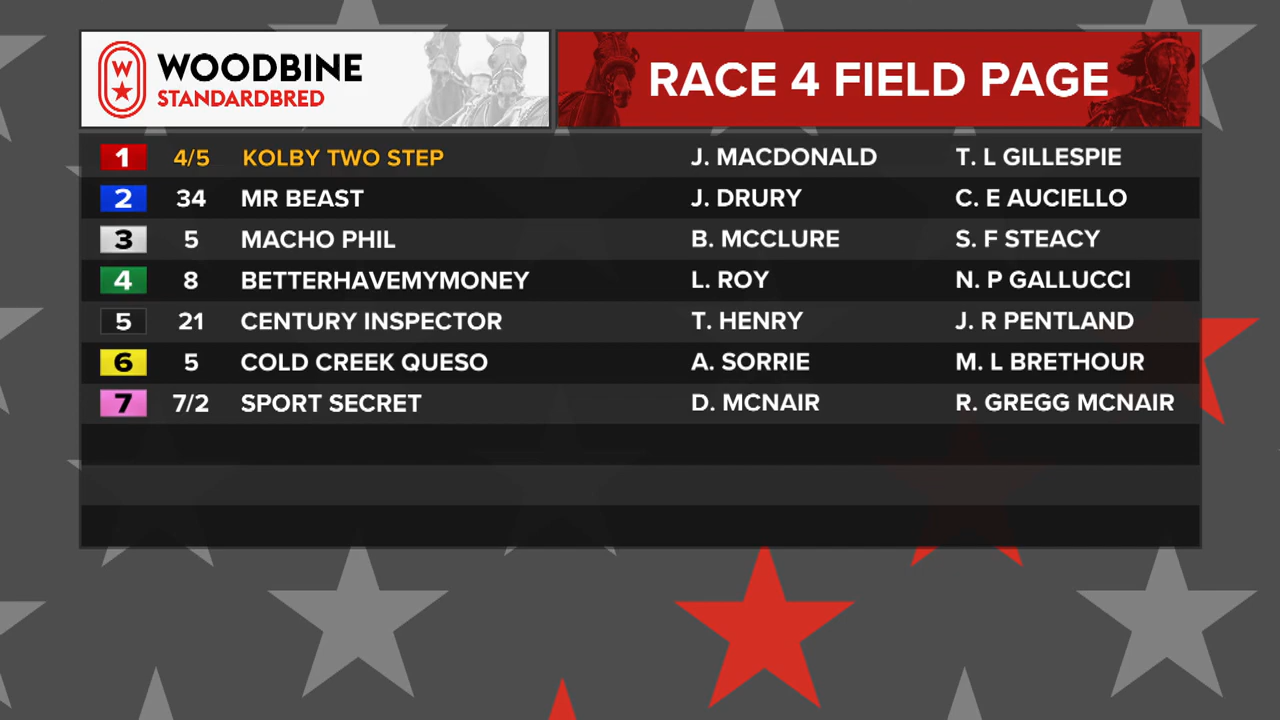 W WOODBINE
STANDARDBRED
RACE 4 FIELD PAGE
1 4/5 KOLBY TWO STEP J. MACDONALD T. L GILLESPIE
2 34 MR BEAST J. DRURY C. E AUCIELLO
3 5 MACHO PHIL B. MCCLURE S. F STEACY
4 8 BETTERHAVEMYMONEY L. ROY N. P GALLUCCI
5 21 CENTURY INSPECTOR T. HENRY J. R PENTLAND
6 5 COLD CREEK QUESO A. SORRIE M. L BRETHOUR
7 7/2 SPORT SECRET D. MCNAIR R. GREGG MCNAIR